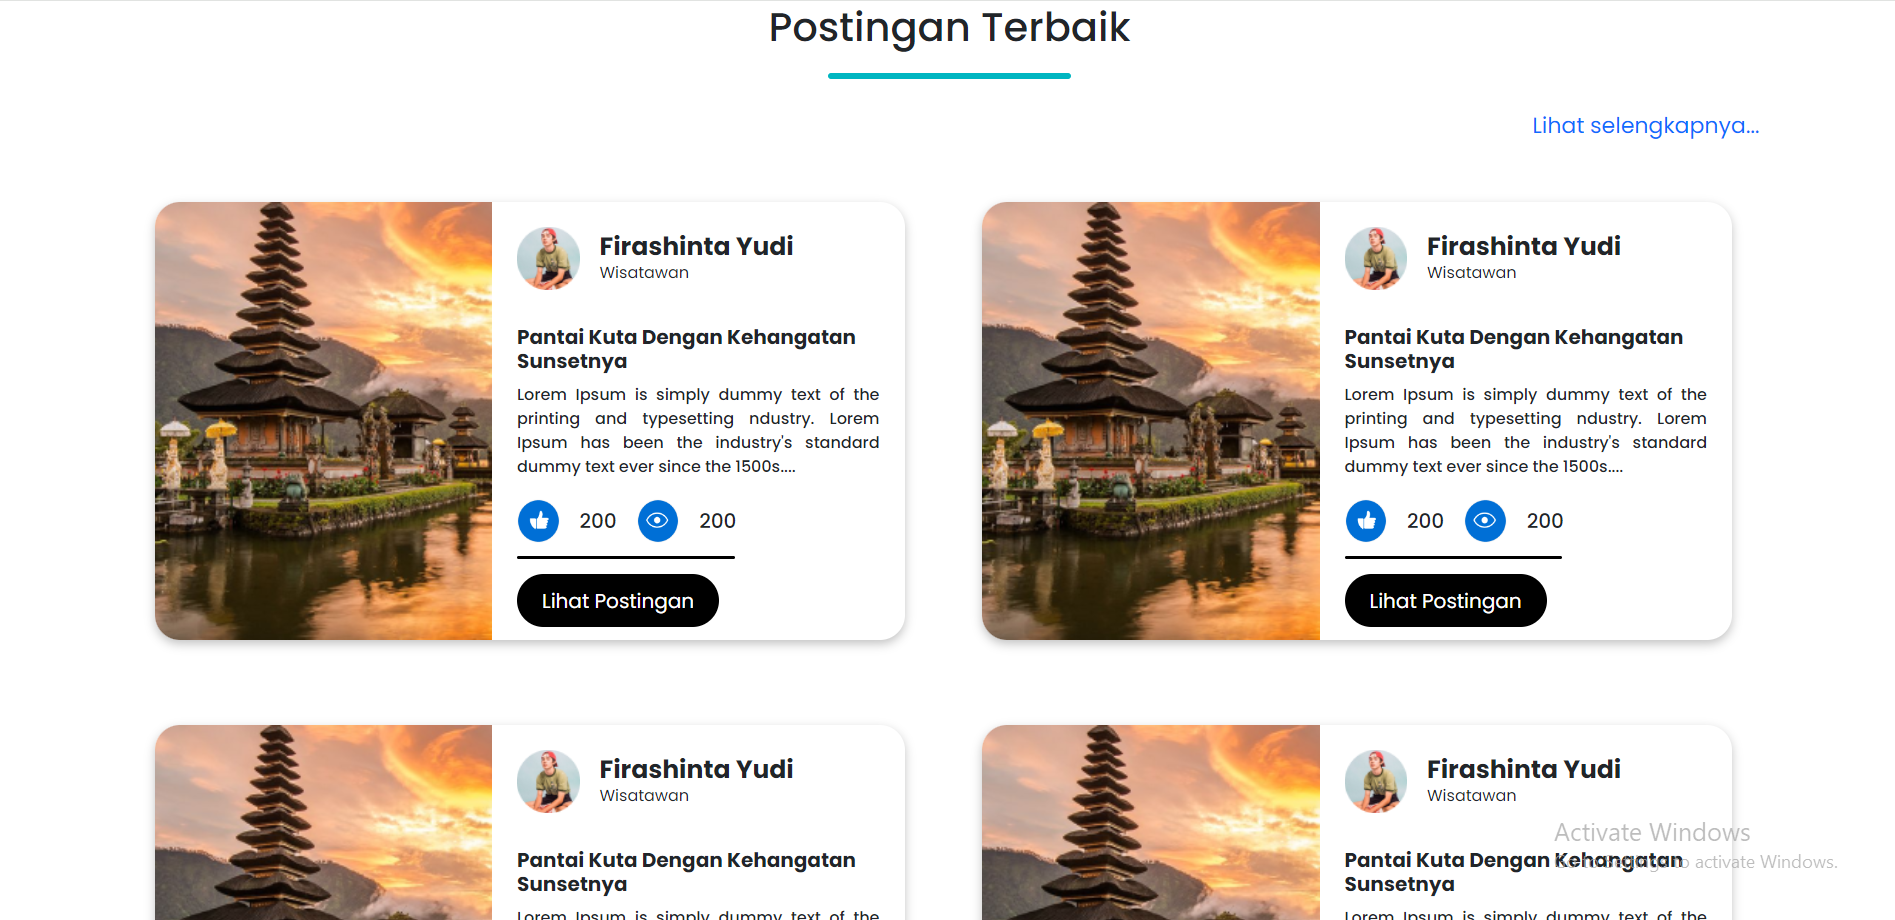 Postingan Terbaik
Lihat selengkapnya...
Firashinta Yudi
Wisatawan
Pantai Kuta Dengan Kehangatan
Sunsetnya
Lorem Ipsum is simply dummy text of the
printing and typesetting ndustry. Lorem
Ipsum has been the industry's standard
dummy text ever since the 1500s....
200 200
Lihat Postingan
Firashinta Yudi
Wisatawan
Pantai Kuta Dengan Kehangatan
Sunsetnya
Lorem Ipsum is simply dummy text of the
printing and typesetting ndustry. Lorem
Ipsum has been the industry's standard
dummy text ever since the 1500s....
200 200
Lihat Postingan
Firashinta Yudi
Wisatawan
Pantai Kuta Dengan Kehangatan
Sunsetnya
Lorem Ipsum is simply dummy text of the
Firashinta Yudi
Wisatawan
Pantai Kuta Dengan Kehangatan
Sunsetnya
Lorem Ipsum is simply dummy text of the
Activate Windows
Go to Settings to activate Windows.